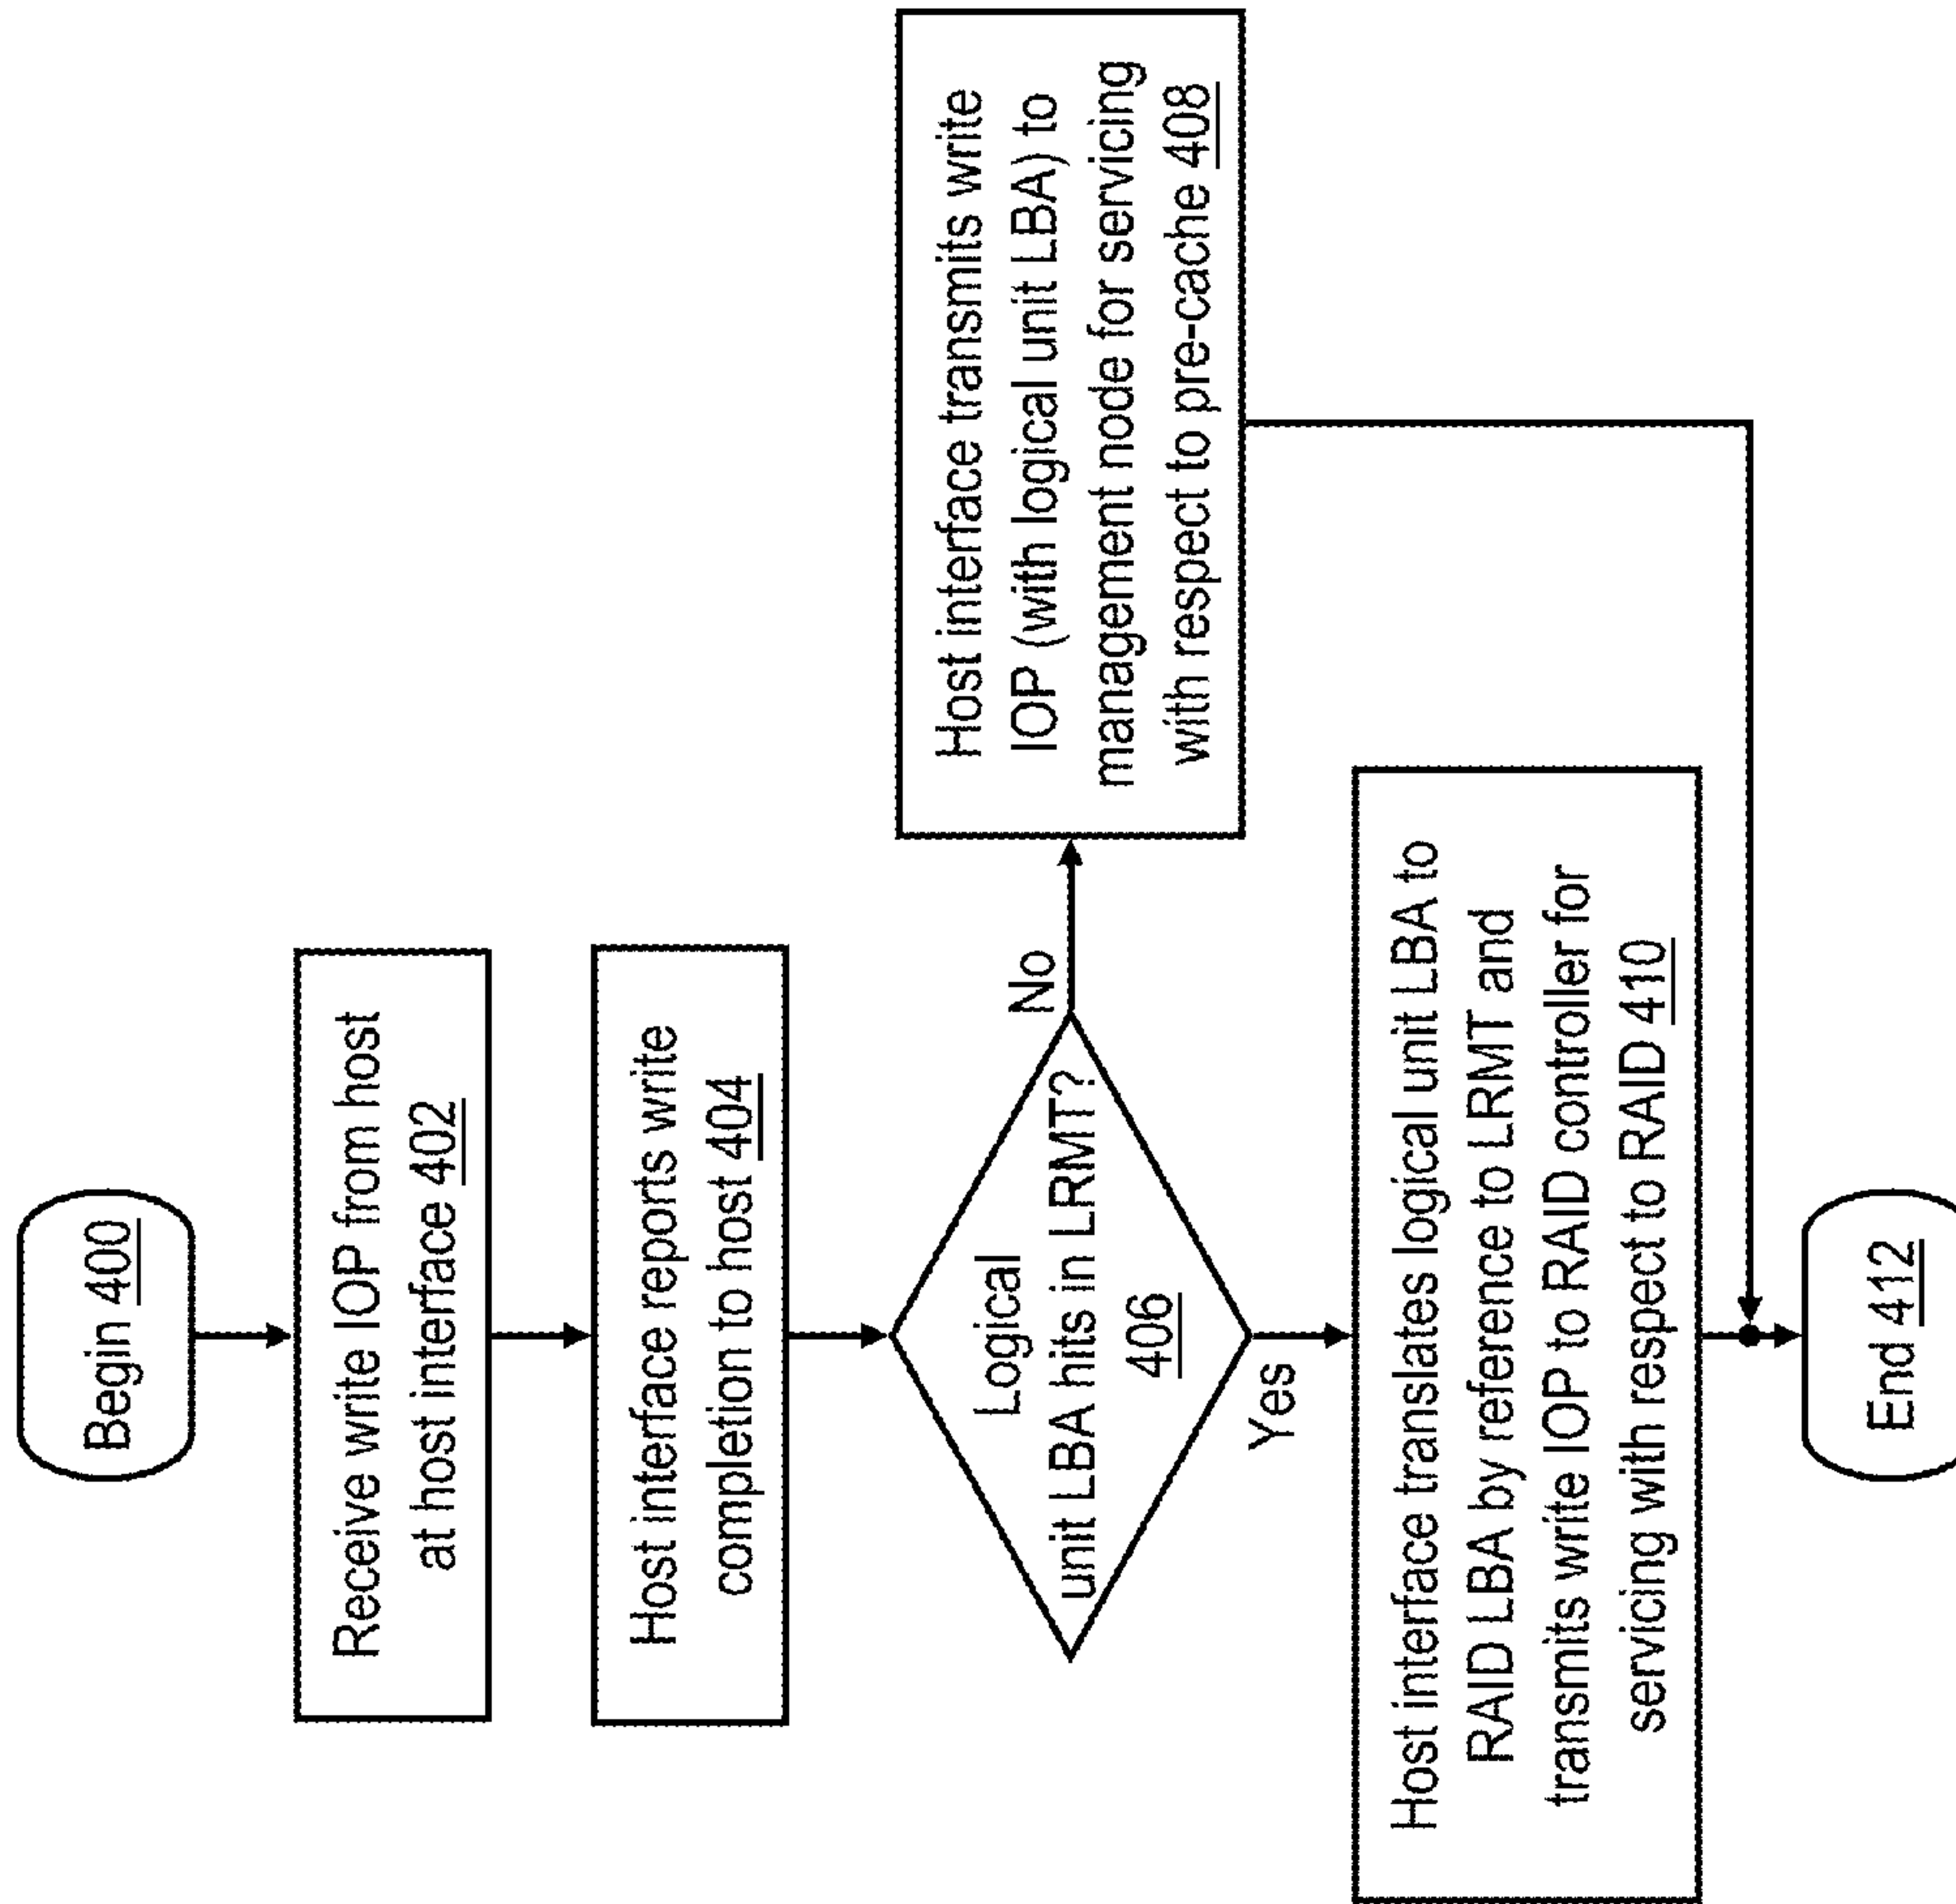 Begin 400
Receive write IOP from host
at host interface 402
Host interface reports write
completion to host 404
Logical
unit LBA hits in LRMT?
406
No
Yes
Host interface transmits write
IOP (with logical unit LBA) to
management node for servicing
with respect to pre-cache 408
Host interface translates logical unit LBA to
RAID LBA by reference to LRMT and
transmits write IOP to RAID controller for
servicing with respect to RAID 410
End 412